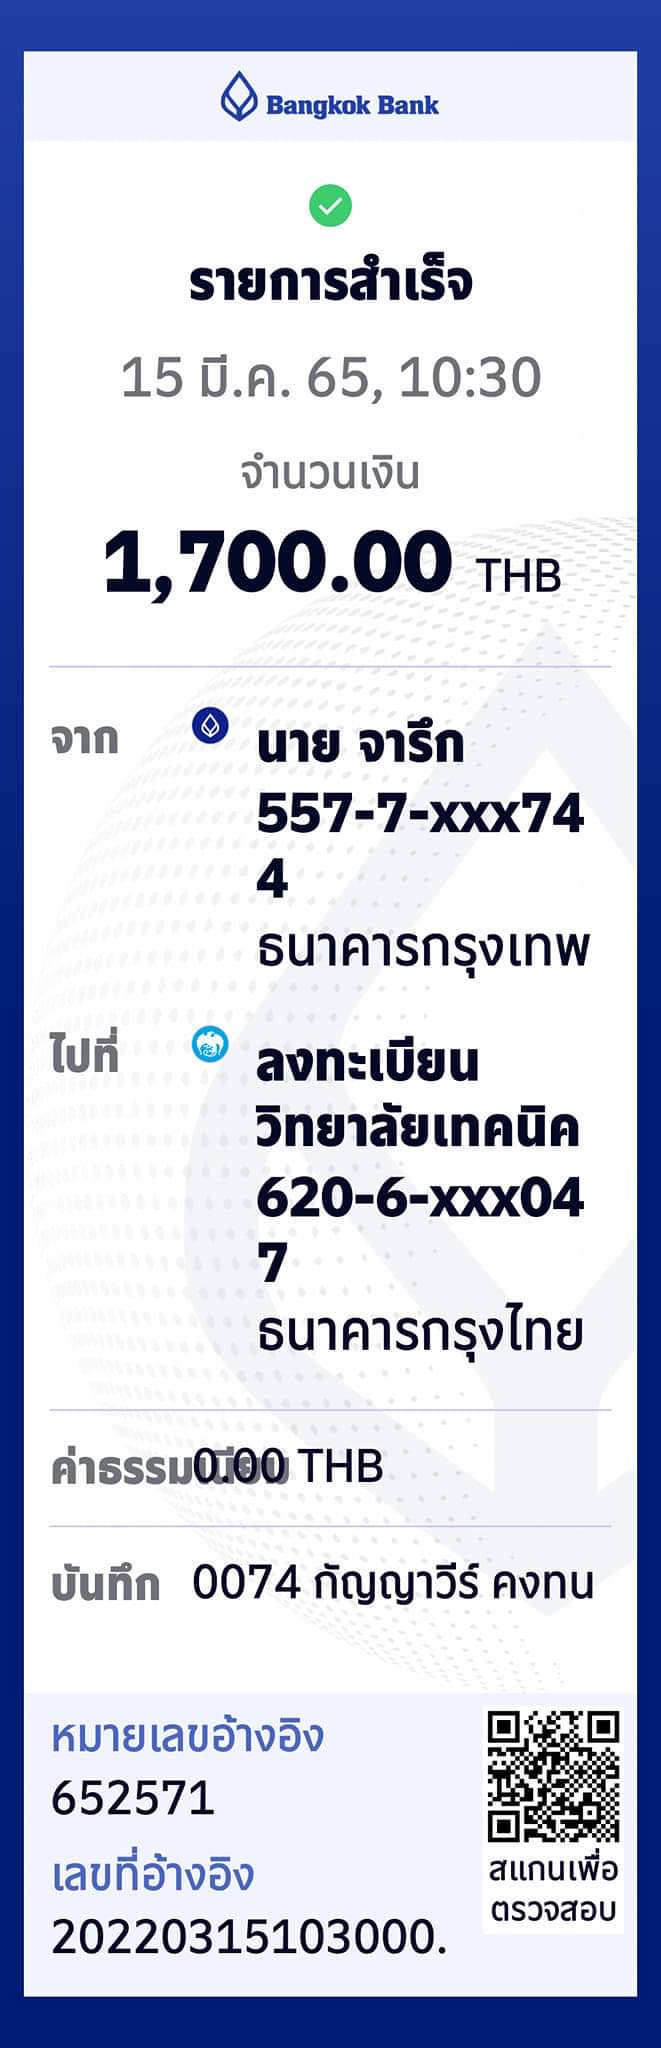 Bangkok Bank
รายการสำเร็จ
15 มี.ค. 65, 10:30
จำนวนเงิน
1,700.00 THB
จาก
นาย จารึก
557-7-xxx74
4
ธนาคารกรุงเทพ
ไปที่
ลงทะเบียน
วิทยาลัยเทคนิค
620-6-xxx04
7
ธนาคารกรุงไทย
ค่าธรรมเนียม 0.00 THB
บันทึก 0074 กัญญาวีร์ คงทน
หมายเลขอ้างอิง
652571
เลขที่อ้างอิง
20220315103000.
สแกนเพื่อ
ตรวจสอบ